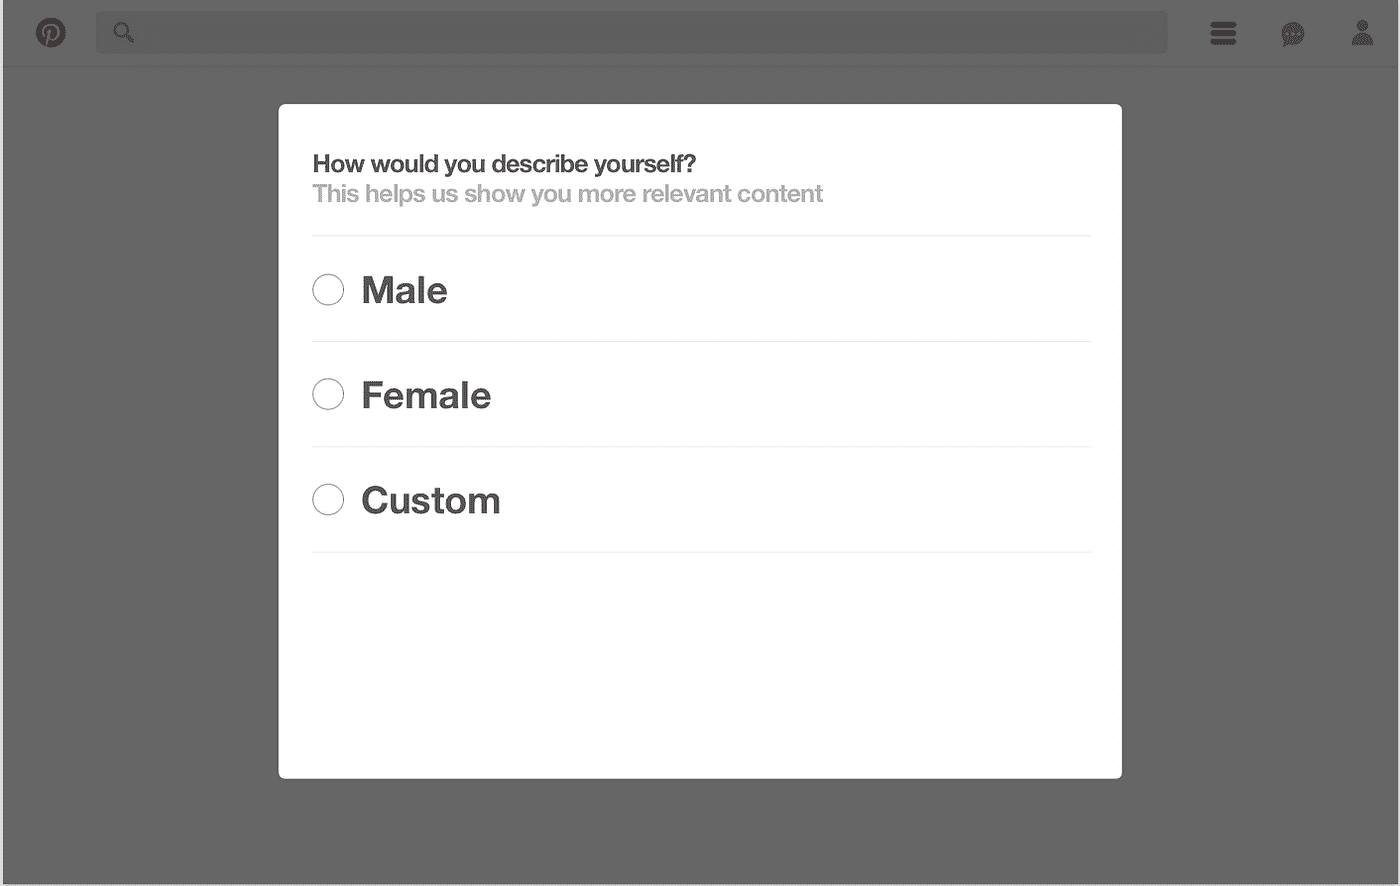 How would you describe yourself?
This helps us show you more relevant content
Male
Female
Custom